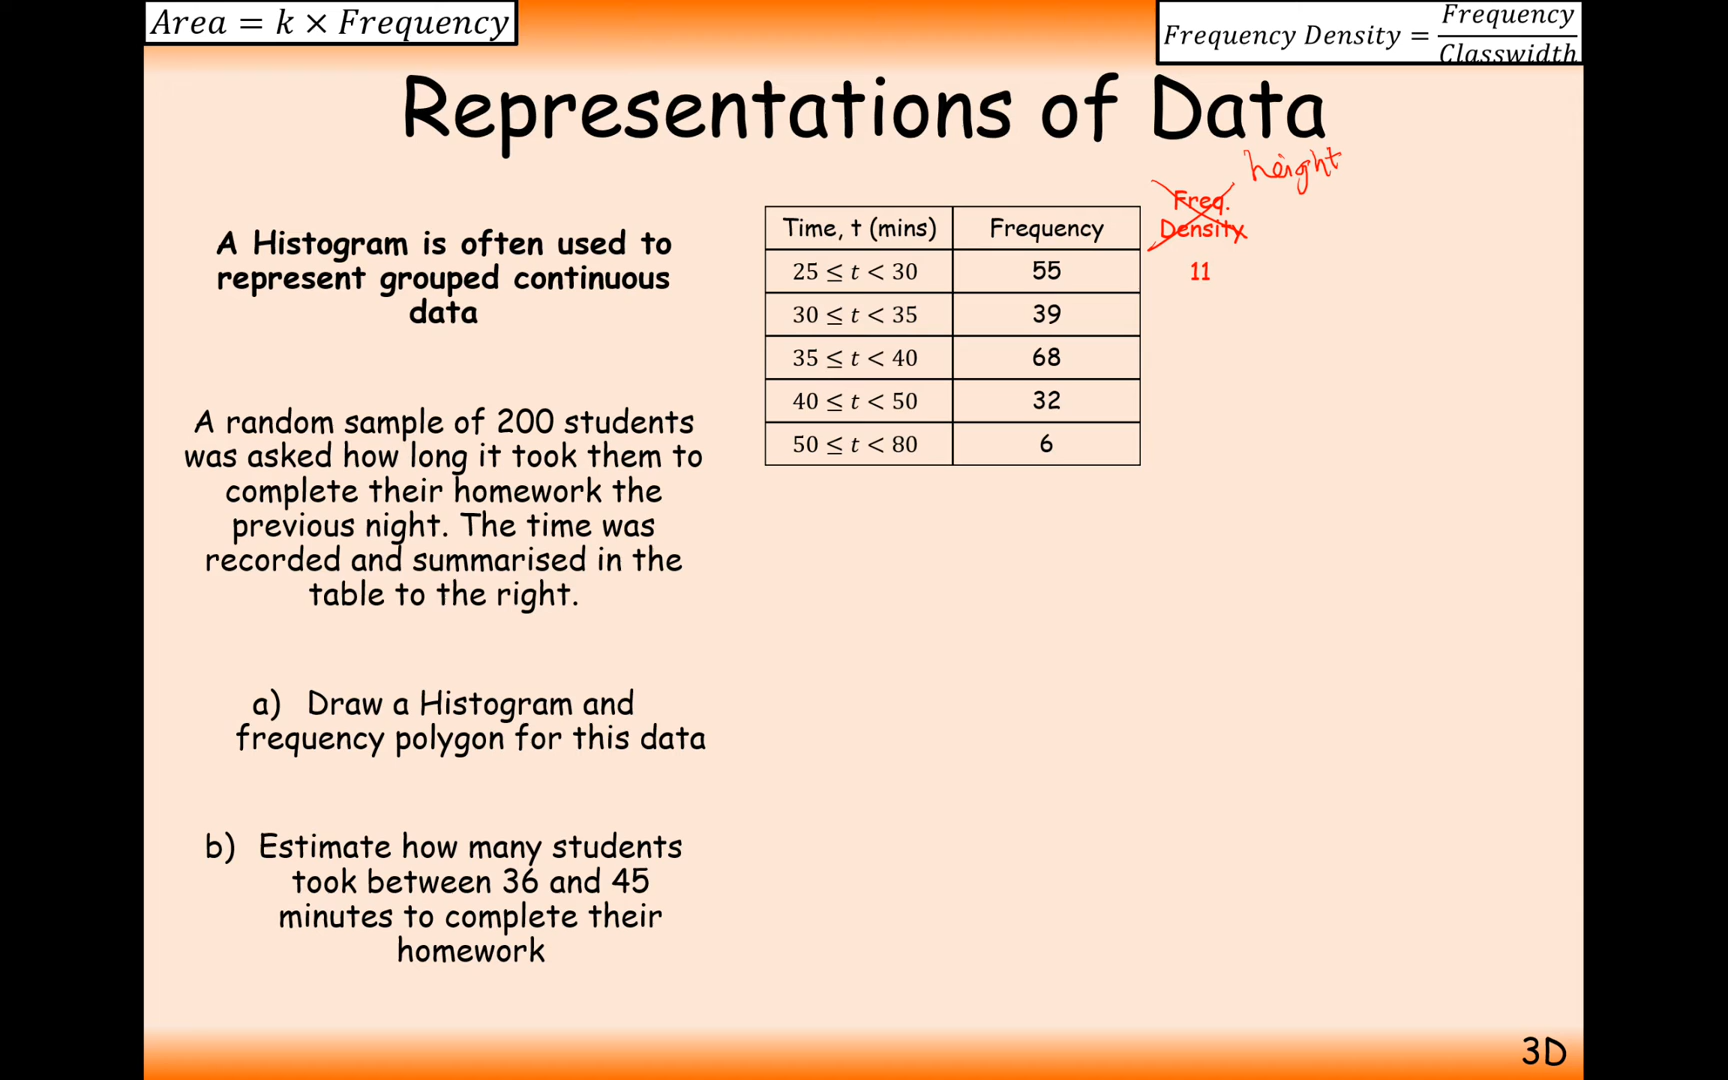 Area = k × Frequency
Frequency Density = Frequency / Classwidth
Representations of Data
height
A Histogram is often used to
represent grouped continuous
data
Time, t (mins) Frequency Freq. Density
25 ≤ t < 30 55 11
30 ≤ t < 35 39
35 ≤ t < 40 68
40 ≤ t < 50 32
50 ≤ t < 80 6
A random sample of 200 students
was asked how long it took them to
complete their homework the
previous night. The time was
recorded and summarised in the
table to the right.
a) Draw a Histogram and
frequency polygon for this data
b) Estimate how many students
took between 36 and 45
minutes to complete their
homework
3D